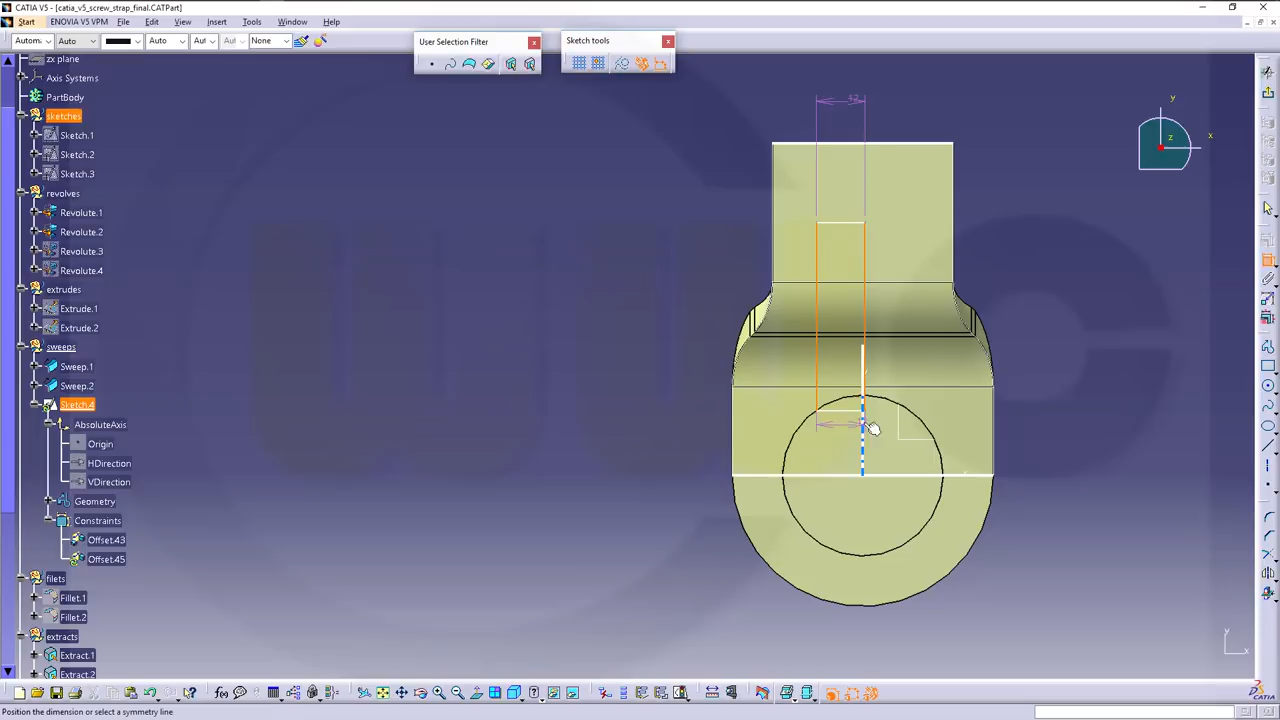 CATIA V5 - [catia_v5_screw_strap_final.CATPart]
Start ENOVIA V5 VPM File Edit View Insert Tools Window Help
Autom. Auto Auto Aut Aut None
User Selection Filter
Sketch tools
zx plane
Axis Systems
PartBody
sketches
Sketch.1
Sketch.2
Sketch.3
revolves
Revolute.1
Revolute.2
Revolute.3
Revolute.4
extrudes
Extrude.1
Extrude.2
sweeps
Sweep.1
Sweep.2
Sketch.4
AbsoluteAxis
Origin
HDirection
VDirection
Geometry
Constraints
Offset.43
Offset.45
filets
Fillet.1
Fillet.2
extracts
Extract.1
Extract.2
y
x
z
y
x
Position the dimension or select a symmetry line